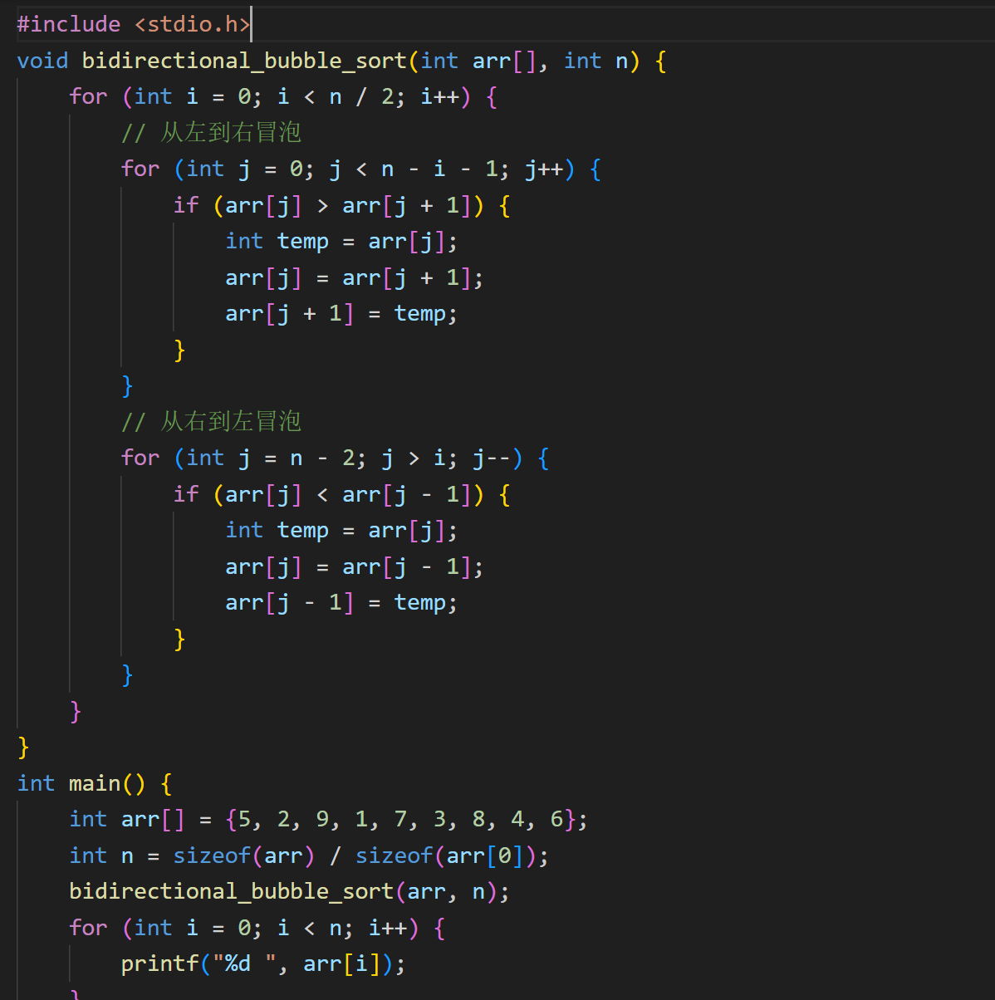 #include <stdio.h>
void bidirectional_bubble_sort(int arr[], int n) {
    for (int i = 0; i < n / 2; i++) {
        // 从左到右冒泡
        for (int j = 0; j < n - i - 1; j++) {
            if (arr[j] > arr[j + 1]) {
                int temp = arr[j];
                arr[j] = arr[j + 1];
                arr[j + 1] = temp;
            }
        }
        // 从右到左冒泡
        for (int j = n - 2; j > i; j--) {
            if (arr[j] < arr[j - 1]) {
                int temp = arr[j];
                arr[j] = arr[j - 1];
                arr[j - 1] = temp;
            }
        }
    }
}
int main() {
    int arr[] = {5, 2, 9, 1, 7, 3, 8, 4, 6};
    int n = sizeof(arr) / sizeof(arr[0]);
    bidirectional_bubble_sort(arr, n);
    for (int i = 0; i < n; i++) {
        printf("%d ", arr[i]);
    }